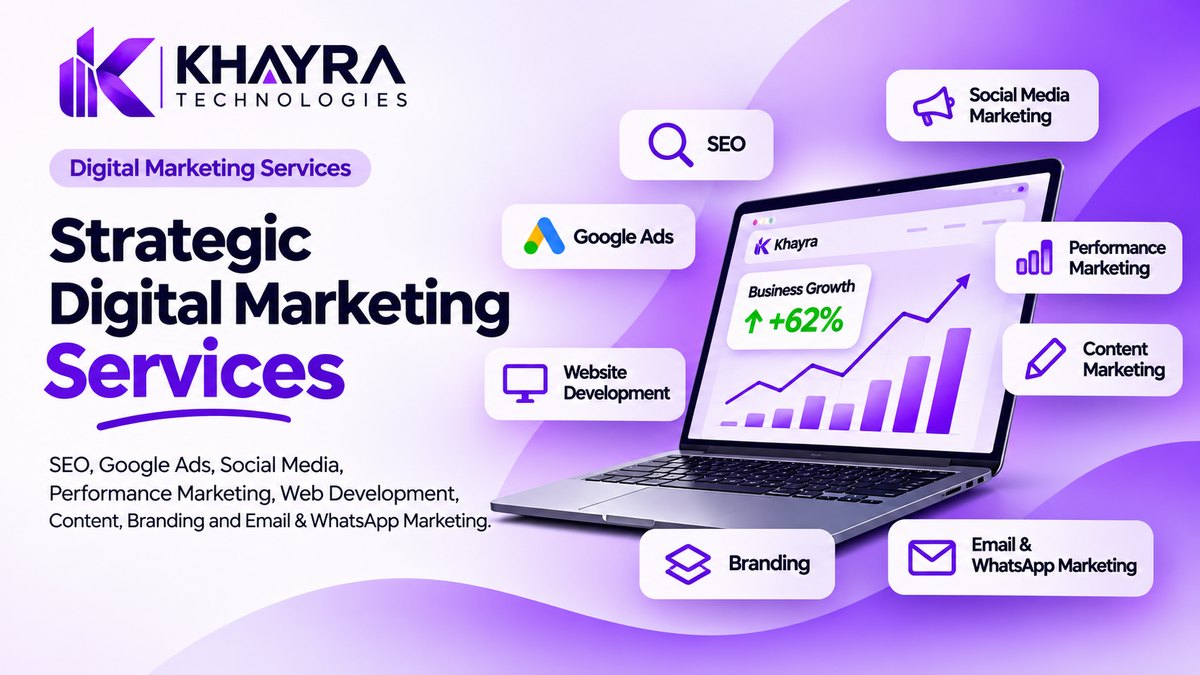 KHAYRA
TECHNOLOGIES
Digital Marketing Services
Strategic
Digital Marketing
Services
SEO, Google Ads, Social Media,
Performance Marketing, Web Development,
Content, Branding and Email & WhatsApp Marketing.
SEO
Social Media
Marketing
Google Ads
Khayra
Business Growth
+62%
Performance
Marketing
Website
Development
Content
Marketing
Branding
Email &
WhatsApp Marketing